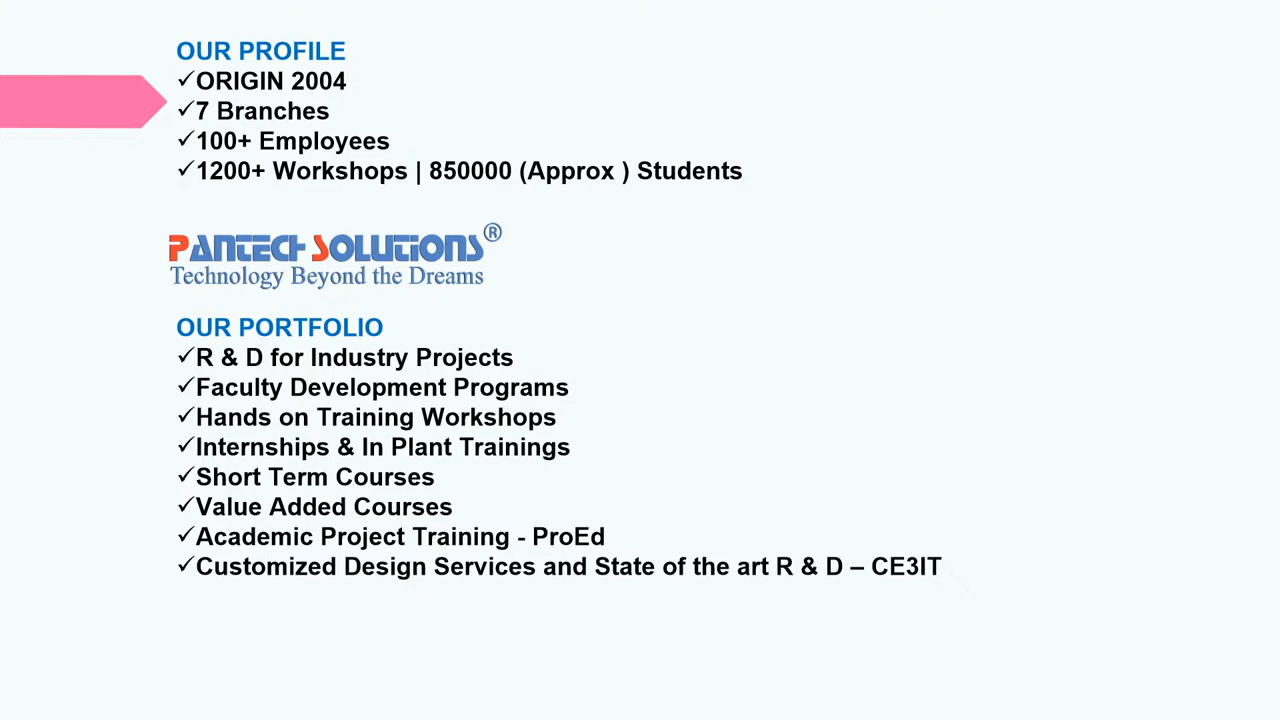 OUR PROFILE
✓ORIGIN 2004
✓7 Branches
✓100+ Employees
✓1200+ Workshops | 850000 (Approx ) Students
PANTECH SOLUTIONS®
Technology Beyond the Dreams
OUR PORTFOLIO
✓R & D for Industry Projects
✓Faculty Development Programs
✓Hands on Training Workshops
✓Internships & In Plant Trainings
✓Short Term Courses
✓Value Added Courses
✓Academic Project Training - ProEd
✓Customized Design Services and State of the art R & D – CE3IT